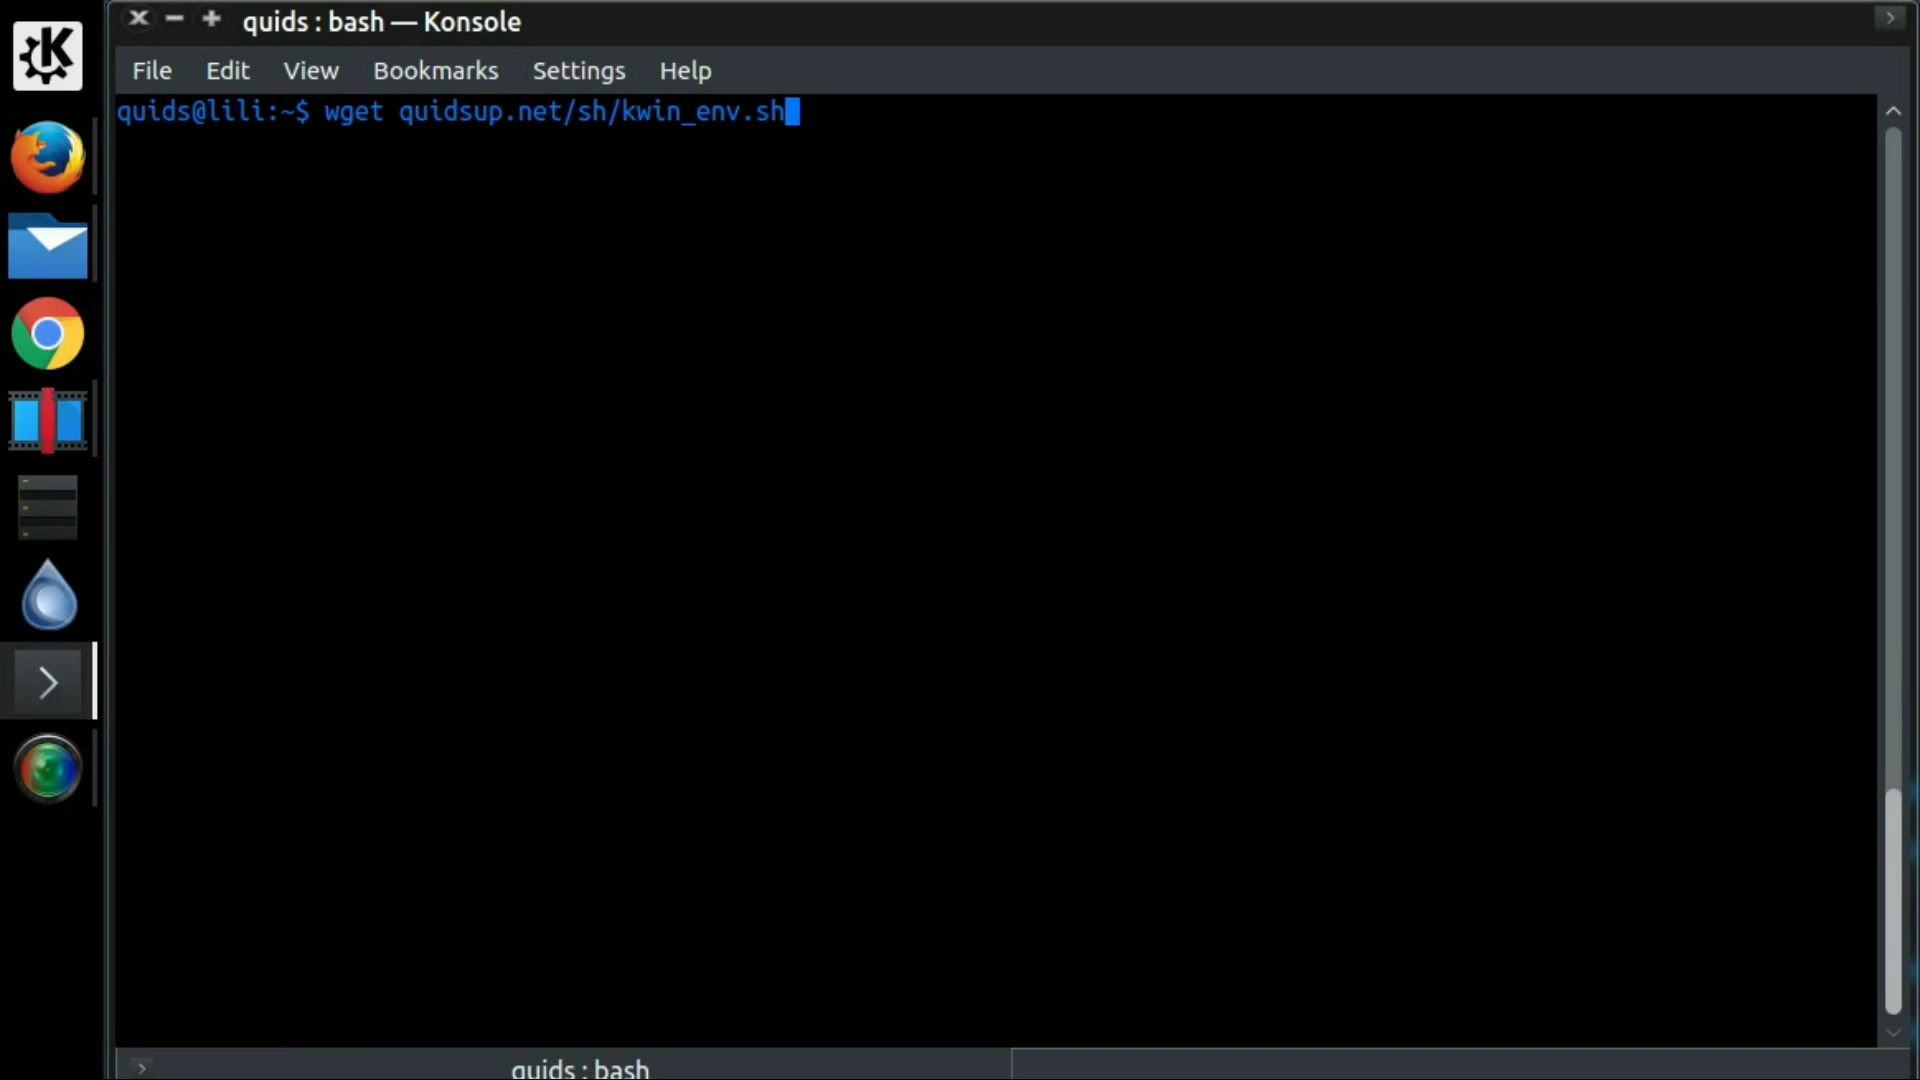 quids : bash — Konsole
File Edit View Bookmarks Settings Help
quids@lili:~$ wget quidsup.net/sh/kwin_env.sh
quids : bash